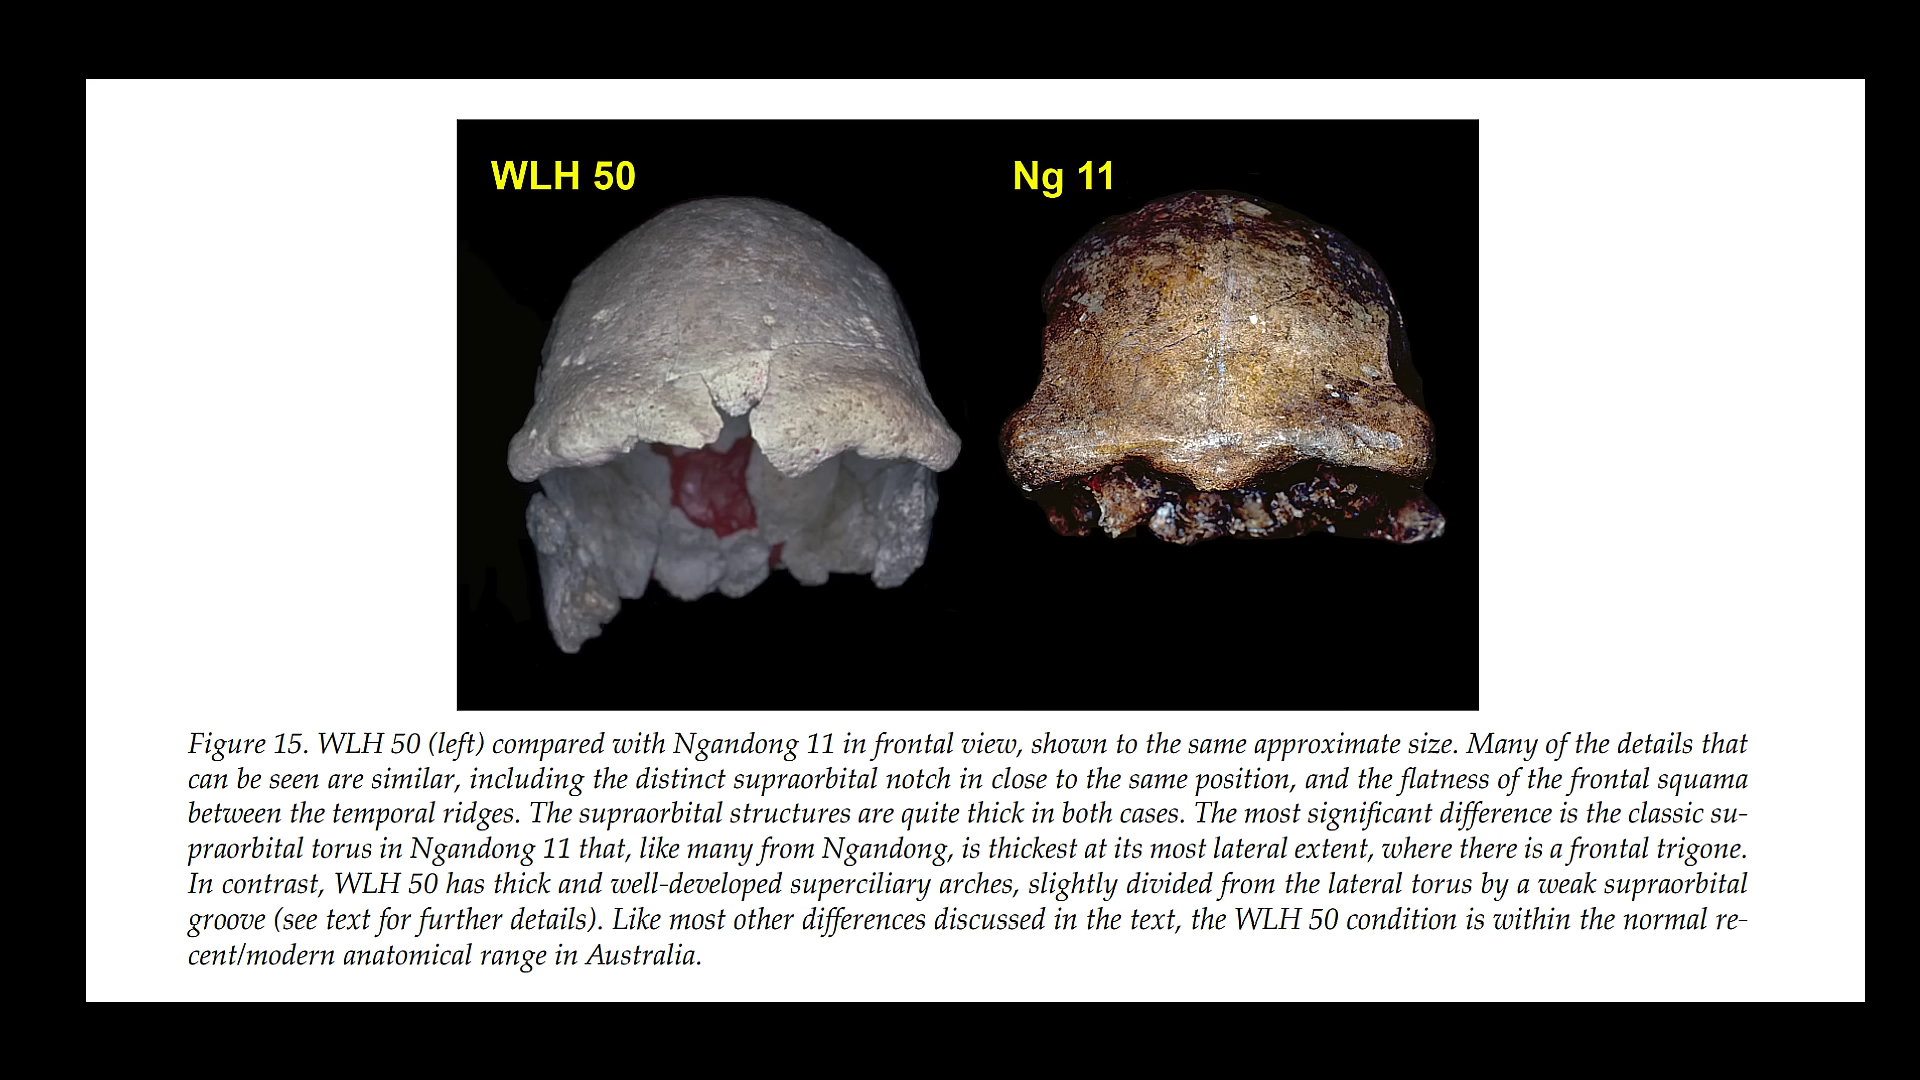 WLH 50
Ng 11
Figure 15. WLH 50 (left) compared with Ngandong 11 in frontal view, shown to the same approximate size. Many of the details that
can be seen are similar, including the distinct supraorbital notch in close to the same position, and the flatness of the frontal squama
between the temporal ridges. The supraorbital structures are quite thick in both cases. The most significant difference is the classic su-
praorbital torus in Ngandong 11 that, like many from Ngandong, is thickest at its most lateral extent, where there is a frontal trigone.
In contrast, WLH 50 has thick and well-developed superciliary arches, slightly divided from the lateral torus by a weak supraorbital
groove (see text for further details). Like most other differences discussed in the text, the WLH 50 condition is within the normal re-
cent/modern anatomical range in Australia.